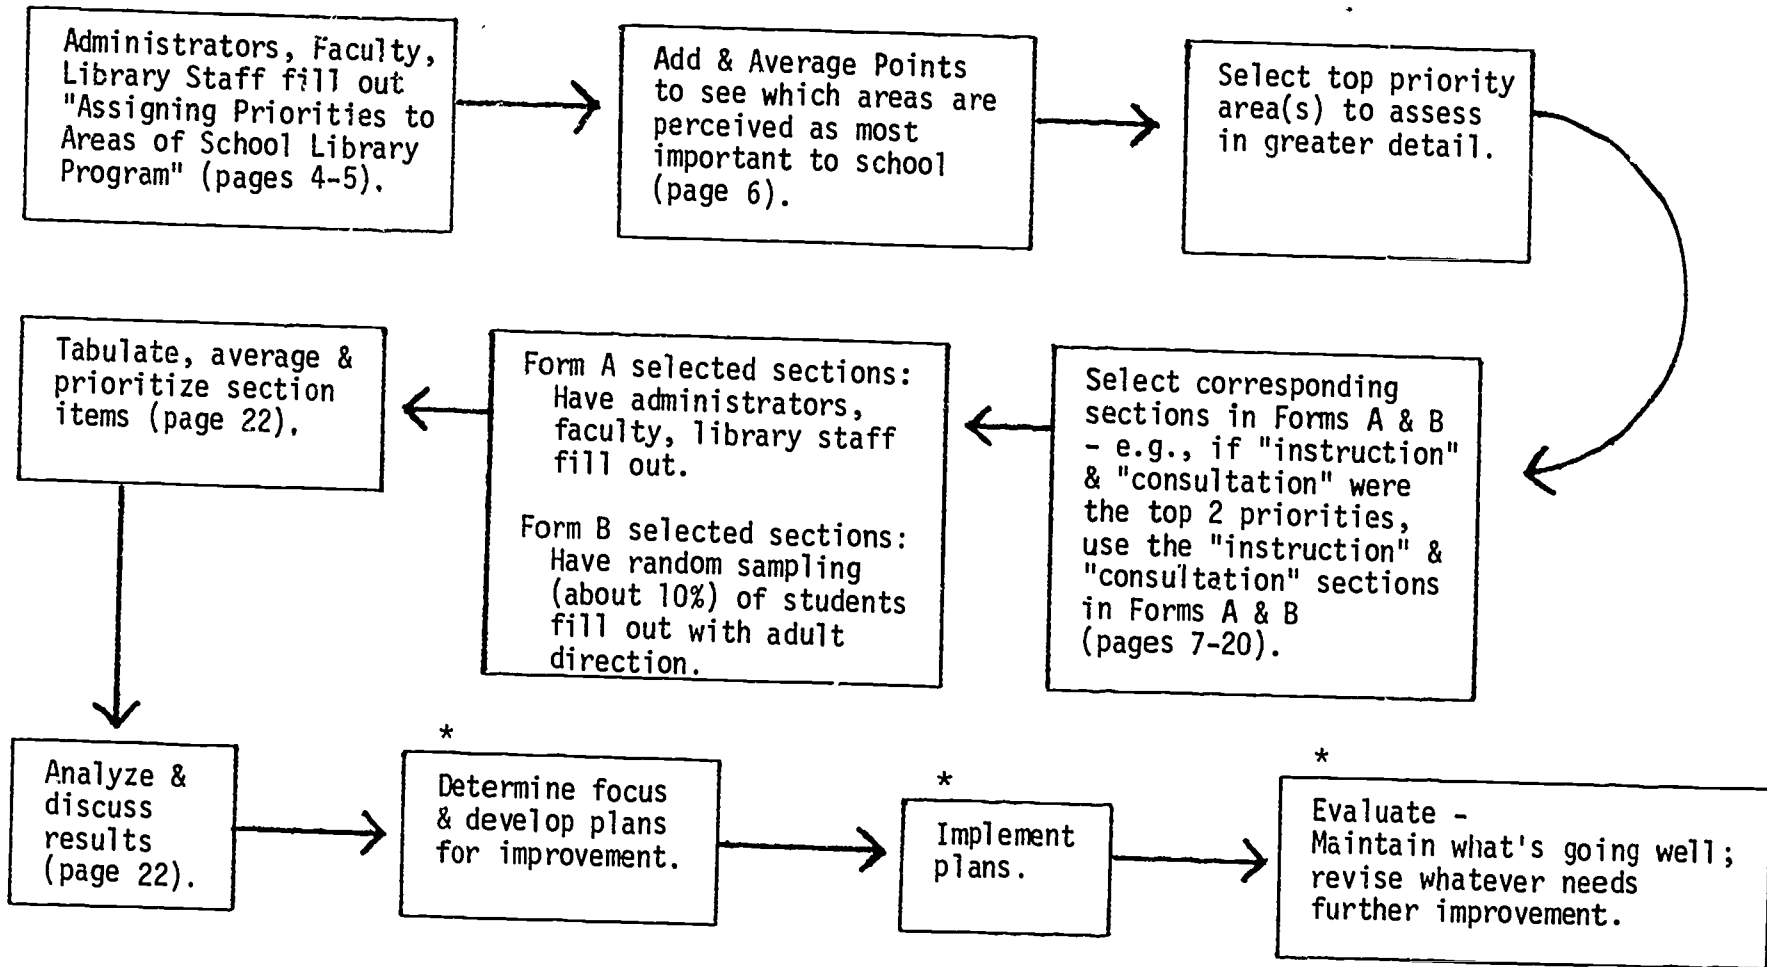 Administrators, Faculty,
Library Staff fill out
"Assigning Priorities to
Areas of School Library
Program" (pages 4-5).
Add & Average Points
to see which areas are
perceived as most
important to school
(page 6).
Select top priority
area(s) to assess
in greater detail.
Select corresponding
sections in Forms A & B
- e.g., if "instruction"
& "consultation" were
the top 2 priorities,
use the "instruction" &
"consultation" sections
in Forms A & B
(pages 7-20).
Form A selected sections:
Have administrators,
faculty, library staff
fill out.
Form B selected sections:
Have random sampling
(about 10%) of students
fill out with adult
direction.
Tabulate, average &
prioritize section
items (page 22).
Analyze &
discuss
results
(page 22).
*
Determine focus
& develop plans
for improvement.
*
Implement
plans.
*
Evaluate -
Maintain what's going well;
revise whatever needs
further improvement.